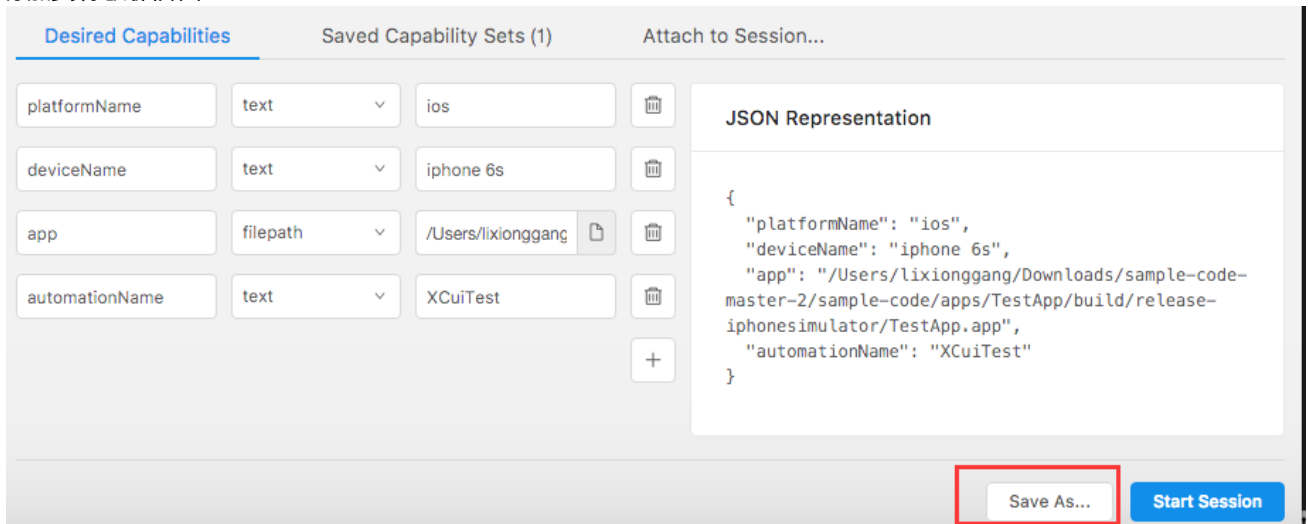 Desired Capabilities Saved Capability Sets (1) Attach to Session...
platformName text ios
deviceName text iphone 6s
app filepath /Users/lixionggang
automationName text XCuiTest
+
JSON Representation
{
"platformName": "ios",
"deviceName": "iphone 6s",
"app": "/Users/lixionggang/Downloads/sample-code-
master-2/sample-code/apps/TestApp/build/release-
iphonesimulator/TestApp.app",
"automationName": "XCuiTest"
}
Save As... Start Session